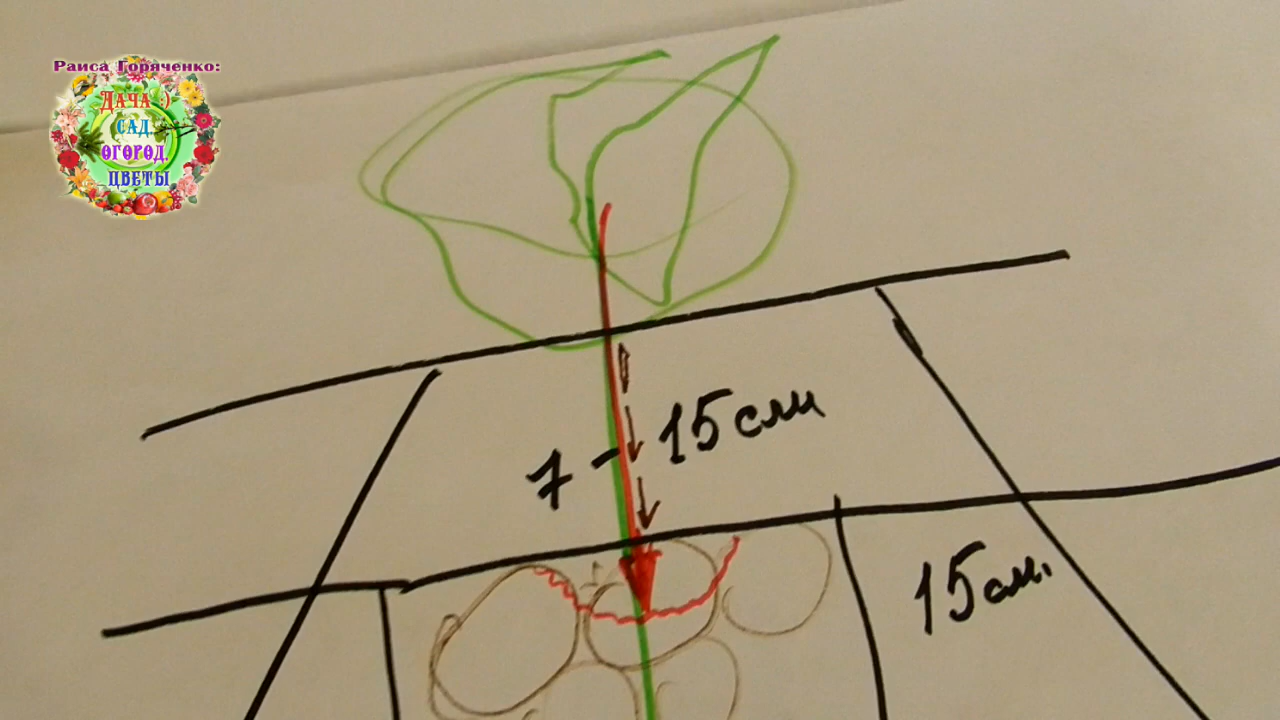 Раиса Горяченко:
Дача :)
САД.
ОГОРОД.
ЦВЕТЫ
7 - 15 см
15 см.